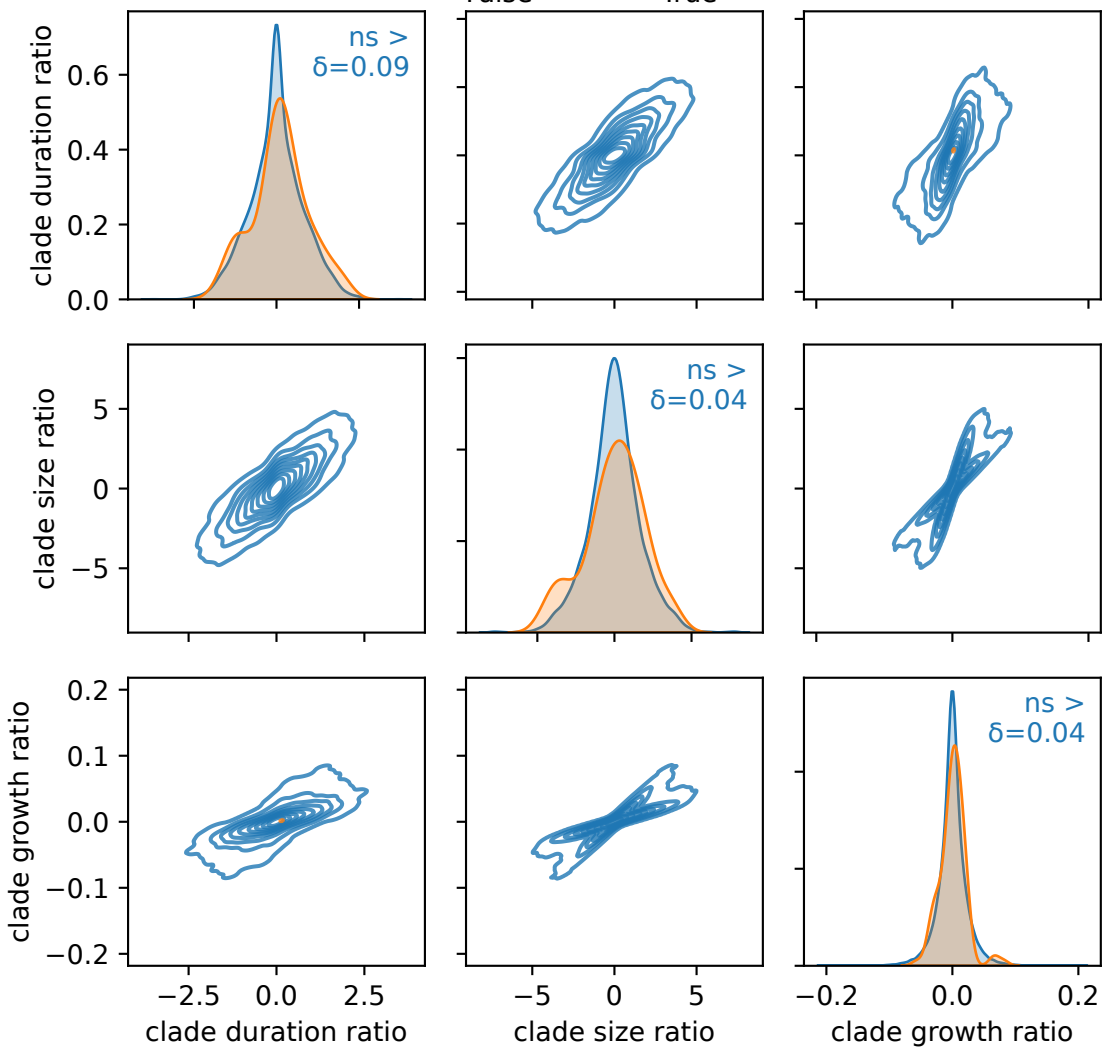 ns >
δ=0.09
clade duration ratio
0.6
0.4
0.2
0.0
ns >
δ=0.04
clade size ratio
5
0
−5
ns >
δ=0.04
clade growth ratio
0.2
0.1
0.0
−0.1
−0.2
−2.5 0.0 2.5
−5 0 5
−0.2 0.0 0.2
clade duration ratio
clade size ratio
clade growth ratio